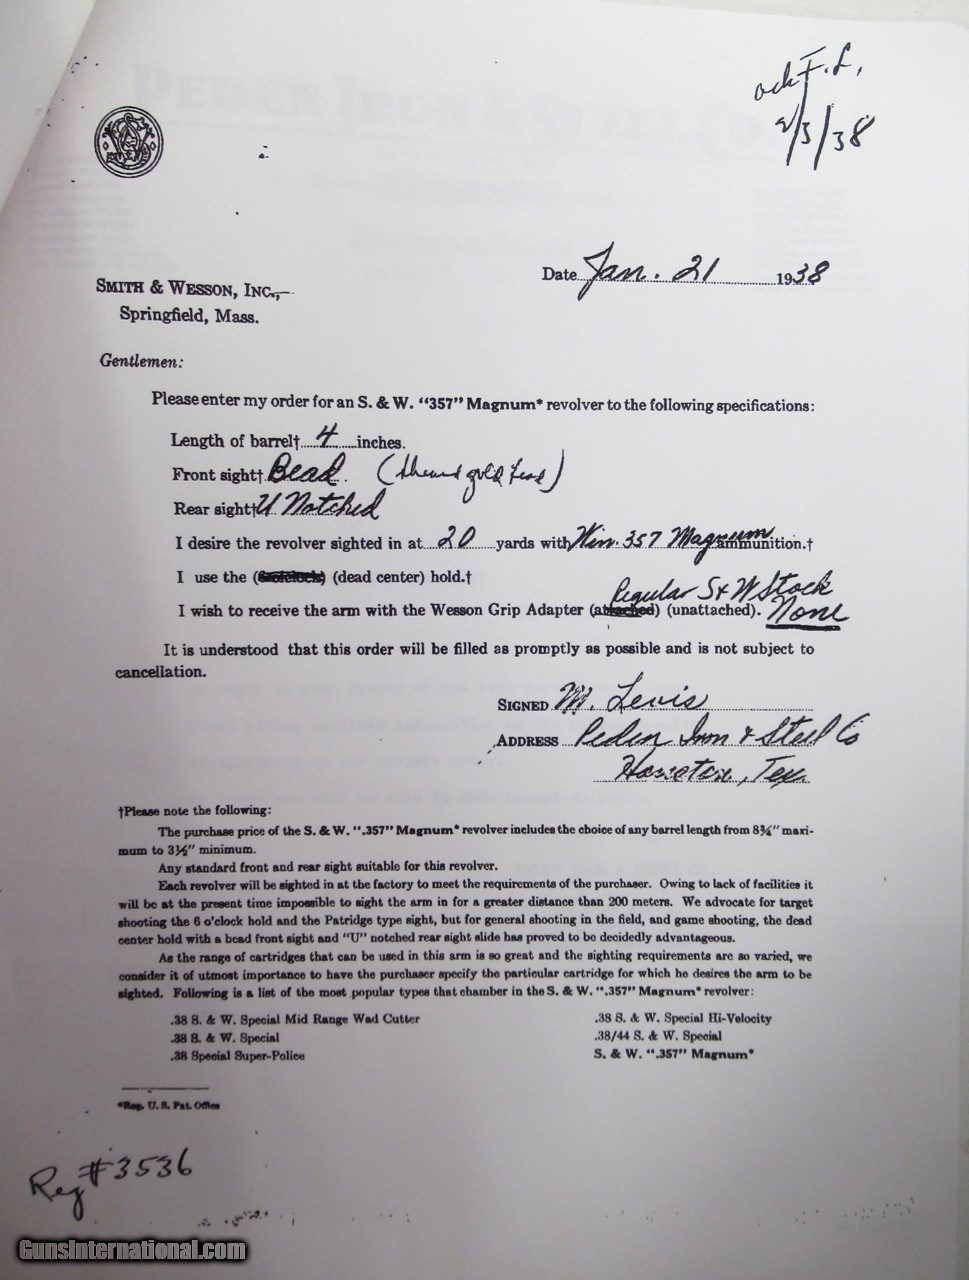 ack F.L,
2/3/38
Date Jan. 21 1938
SMITH & WESSON, INC.,
Springfield, Mass.
Gentlemen:
Please enter my order for an S. & W. "357" Magnum* revolver to the following specifications:
Length of barrel† 4 inches.
Front sight† Bead (gold bead)
Rear sight† U Notched
I desire the revolver sighted in at 20 yards with Win. 357 Magnum ammunition.†
I use the (dead center) hold.†
Regular S & W Stock
I wish to receive the arm with the Wesson Grip Adapter (attached) (unattached). None
It is understood that this order will be filled as promptly as possible and is not subject to
cancellation.
SIGNED M. Levis
ADDRESS Peden Iron & Steel Co
Houston, Tex.
†Please note the following:
The purchase price of the S. & W. ".357" Magnum* revolver includes the choice of any barrel length from 8¾" maxi-
mum to 3½" minimum.
Any standard front and rear sight suitable for this revolver.
Each revolver will be sighted in at the factory to meet the requirements of the purchaser. Owing to lack of facilities it
will be at the present time impossible to sight the arm in for a greater distance than 200 meters. We advocate for target
shooting the 6 o'clock hold and the Patridge type sight, but for general shooting in the field, and game shooting, the dead
center hold with a bead front sight and "U" notched rear sight slide has proved to be decidedly advantageous.
As the range of cartridges that can be used in this arm is so great and the sighting requirements are so varied, we
consider it of utmost importance to have the purchaser specify the particular cartridge for which he desires the arm to be
sighted. Following is a list of the most popular types that chamber in the S. & W. ".357" Magnum* revolver:
.38 S. & W. Special Mid Range Wad Cutter
.38 S. & W. Special Hi-Velocity
.38 S. & W. Special
.38/44 S. & W. Special
.38 Special Super-Police
S. & W. ".357" Magnum*
*Reg. U. S. Pat. Office
Reg # 3536
GunsInternational.com